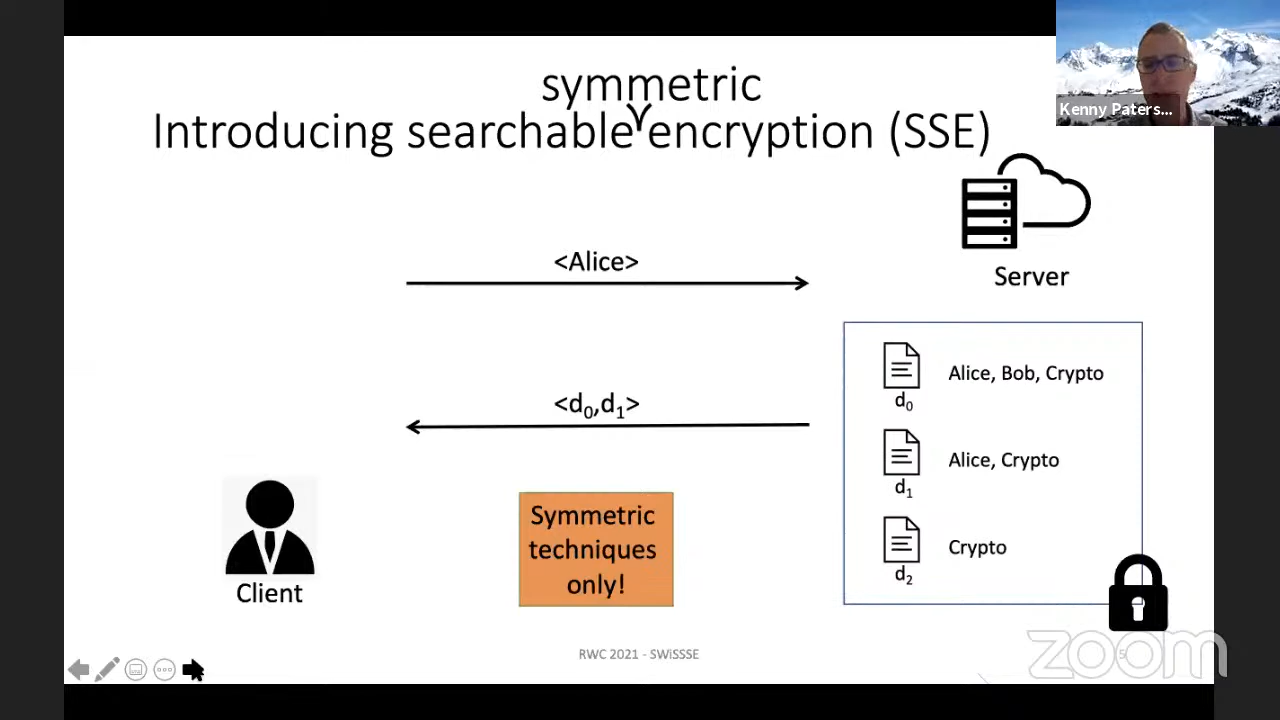 symmetric
Introducing searchable encryption (SSE)
Kenny Paters...
<Alice>
Server
Alice, Bob, Crypto
d0
<d0,d1>
Alice, Crypto
d1
Symmetric
techniques
only!
Crypto
d2
Client
RWC 2021 - SWiSSSE
5
zoom